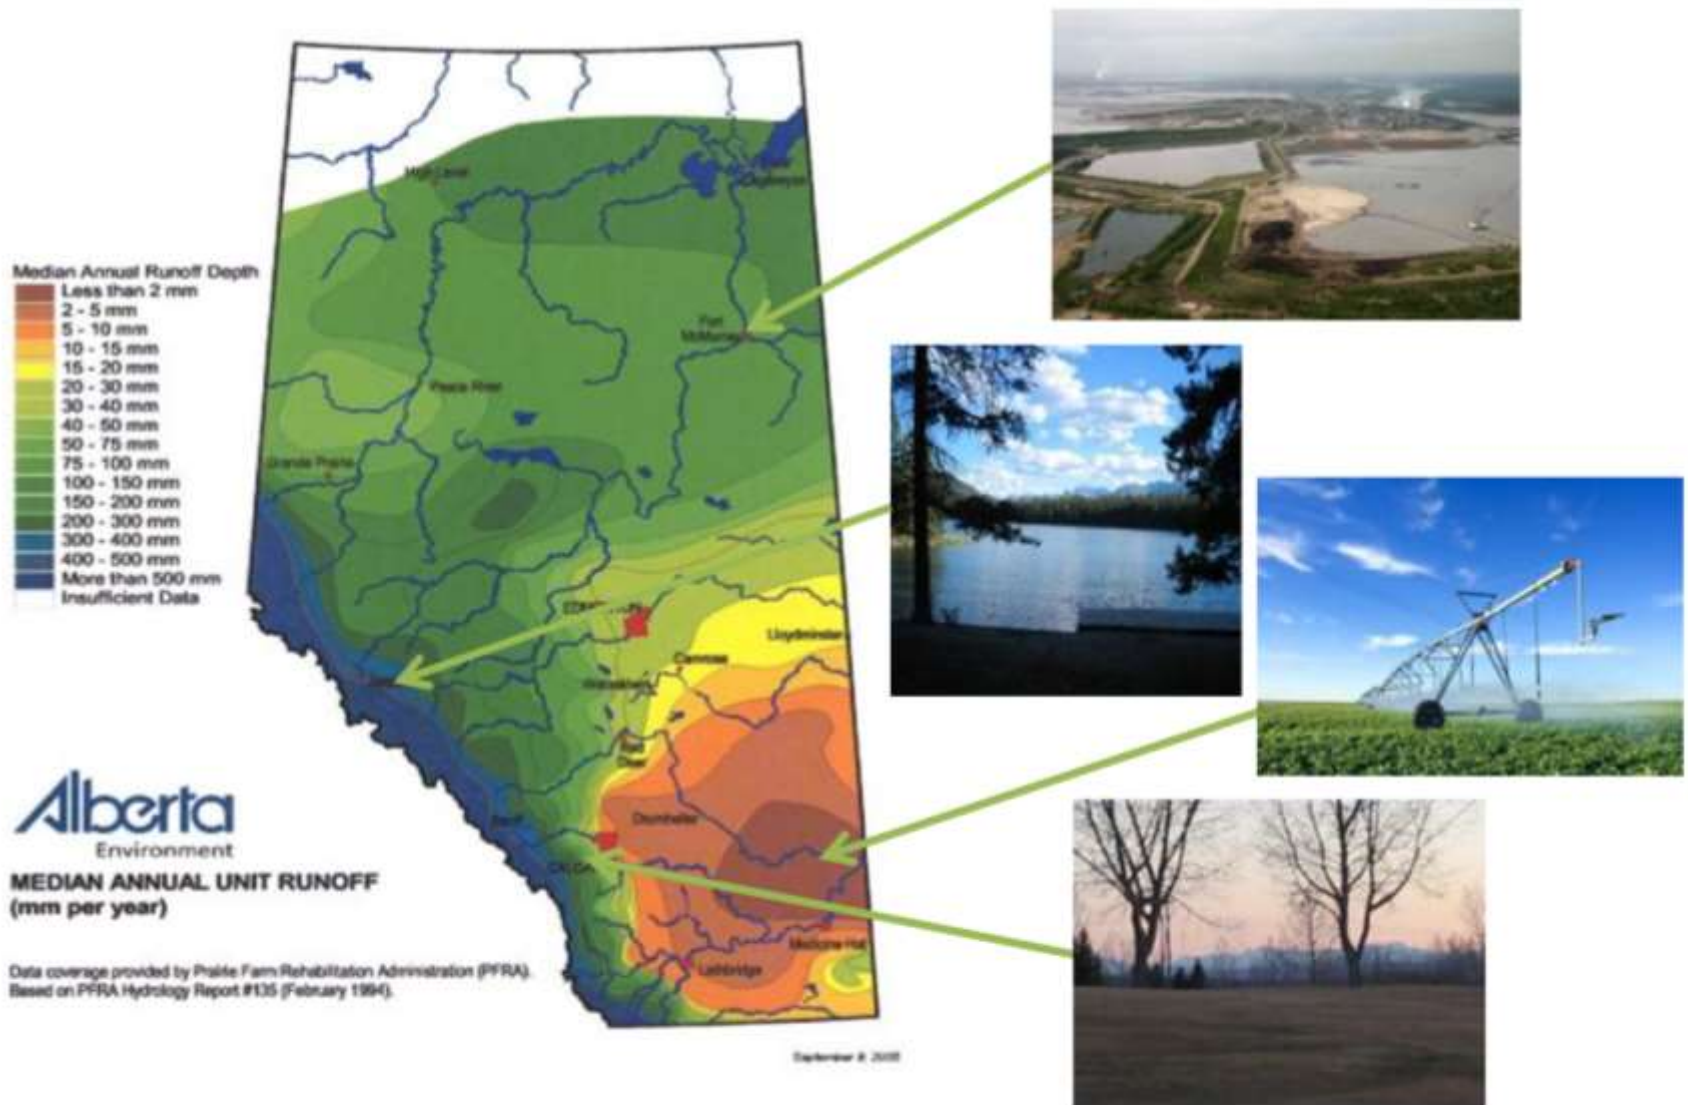 High Level
Fort
McMurray
Peace River
Grande Prairie
Lloydminster
Camrose
Red
Deer
Drumheller
Banff
Medicine Hat
Lethbridge
Median Annual Runoff Depth
Less than 2 mm
2 - 5 mm
5 - 10 mm
10 - 15 mm
15 - 20 mm
20 - 30 mm
30 - 40 mm
40 - 50 mm
50 - 75 mm
75 - 100 mm
100 - 150 mm
150 - 200 mm
200 - 300 mm
300 - 400 mm
400 - 500 mm
More than 500 mm
Insufficient Data
Alberta
Environment
MEDIAN ANNUAL UNIT RUNOFF
(mm per year)
Data coverage provided by Prairie Farm Rehabilitation Administration (PFRA).
Based on PFRA Hydrology Report #135 (February 1994).